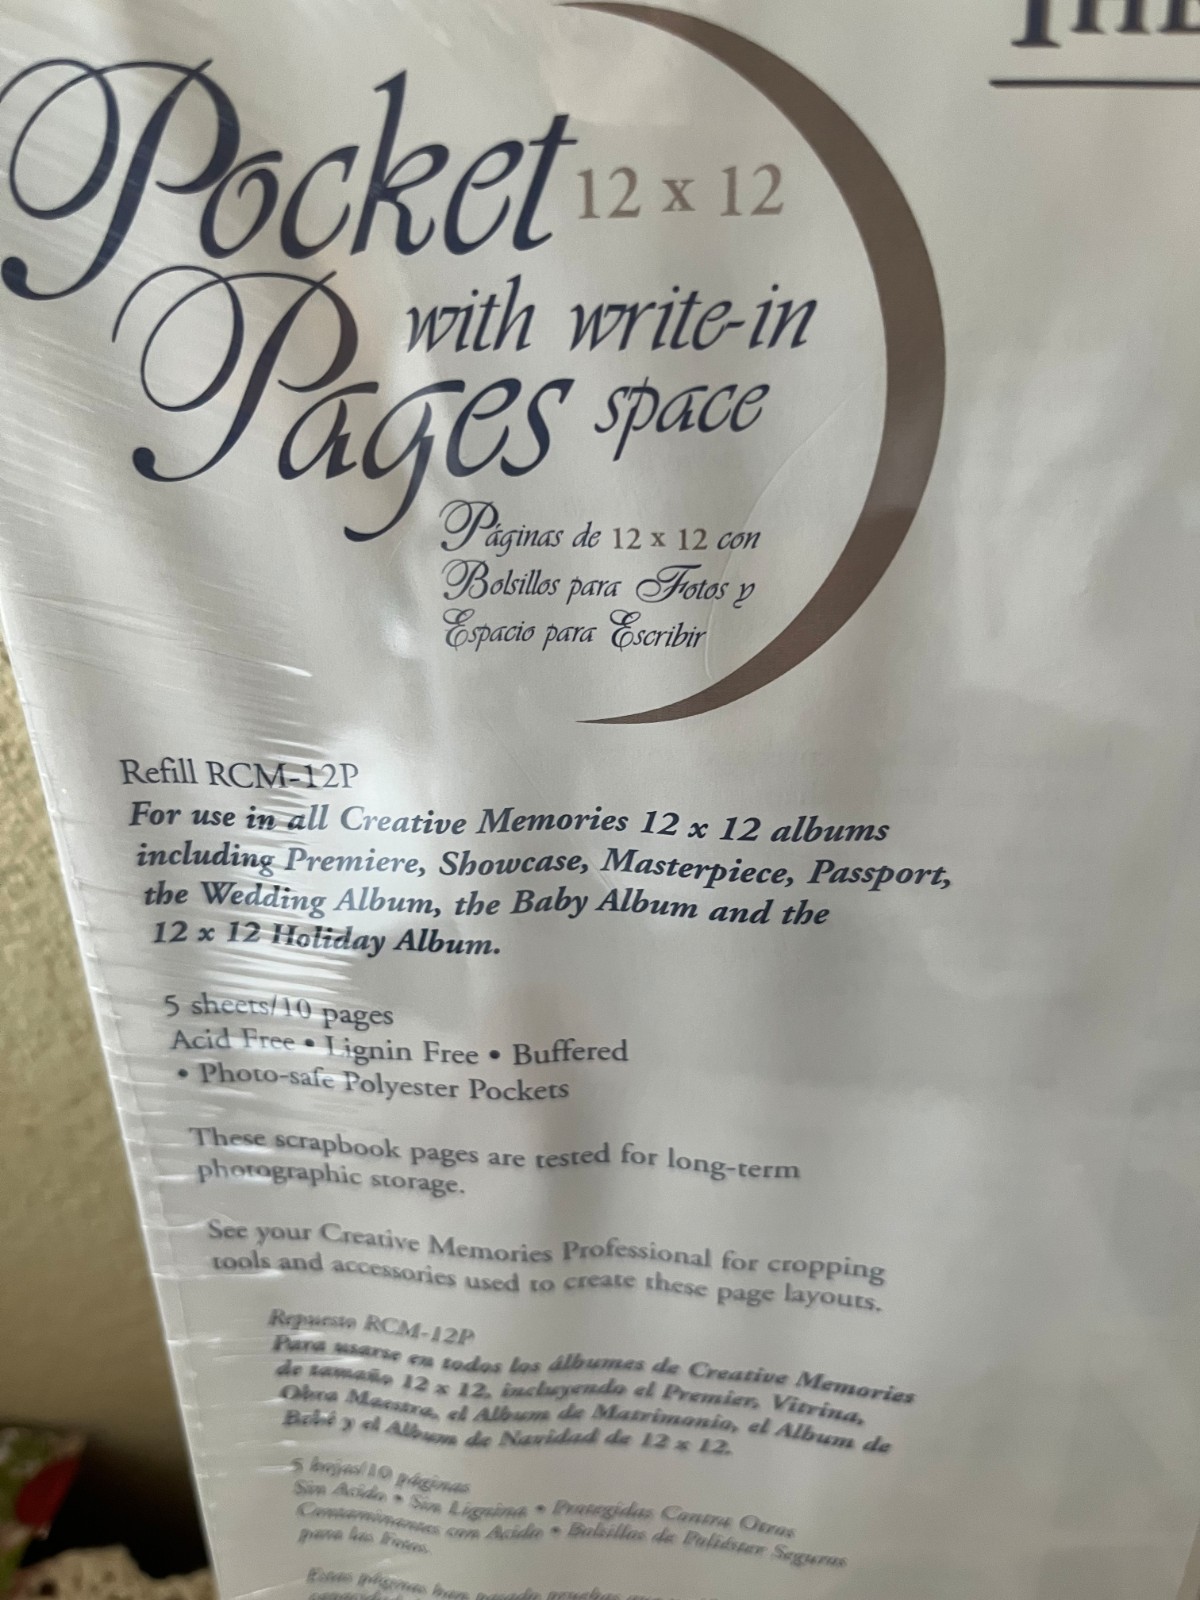 THE
Pocket 12 x 12
with write-in
Pages space
Páginas de 12 x 12 con
Bolsillos para Fotos y
Espacio para Escribir
Refill RCM-12P
For use in all Creative Memories 12 x 12 albums
including Premiere, Showcase, Masterpiece, Passport,
the Wedding Album, the Baby Album and the
12 x 12 Holiday Album.
5 sheets/10 pages
Acid Free • Lignin Free • Buffered
• Photo-safe Polyester Pockets
These scrapbook pages are tested for long-term
photographic storage.
See your Creative Memories Professional for cropping
tools and accessories used to create these page layouts.
Repuesto RCM-12P
Para usarse en todos los álbumes de Creative Memories
de tamaño 12 x 12, incluyendo el Premier, Vitrina,
Obra Maestra, el Album de Matrimonio, el Album de
Bebé y el Album de Navidad de 12 x 12.
5 hojas/10 páginas
Sin Acido • Sin Lignina • Protegidas Contra Otros
Contaminantes con Acido • Bolsillos de Poliéster Seguros
para las Fotos.
Estas páginas han pasado pruebas que